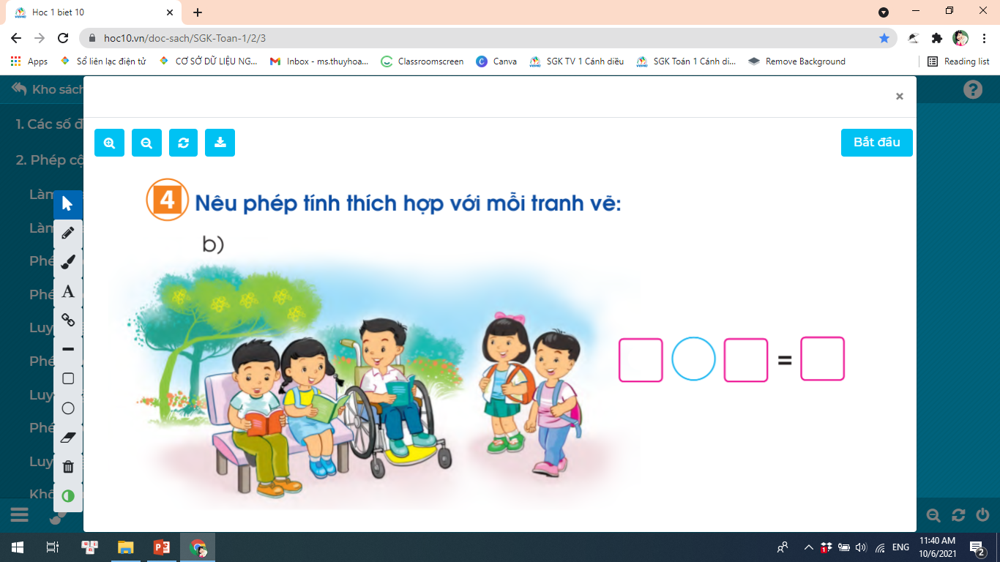 Hoc 1 biet 10
hoc10.vn/doc-sach/SGK-Toan-1/2/3
Apps
Sổ liên lạc điện tử
CƠ SỞ DỮ LIỆU NG...
Inbox - ms.thuyhoa...
Classroomscreen
Canva
SGK TV 1 Cánh diều
SGK Toán 1 Cánh di...
Remove Background
Reading list
Kho sách
1. Các số đ
2. Phép cộ
Làm
Làm
Phé
Phé
Luy
Phé
Luy
Phé
Luy
Khố
A
Bắt đầu
4 Nêu phép tính thích hợp với mỗi tranh vẽ:
b)
=
ENG
11:40 AM
10/6/2021
2